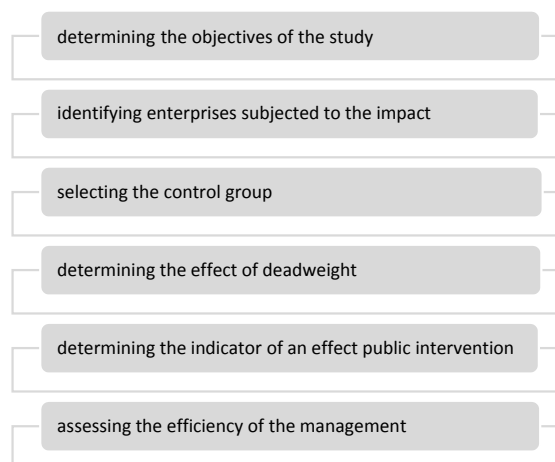 determining the objectives of the study
identifying enterprises subjected to the impact
selecting the control group
determining the effect of deadweight
determining the indicator of an effect public intervention
assessing the efficiency of the management